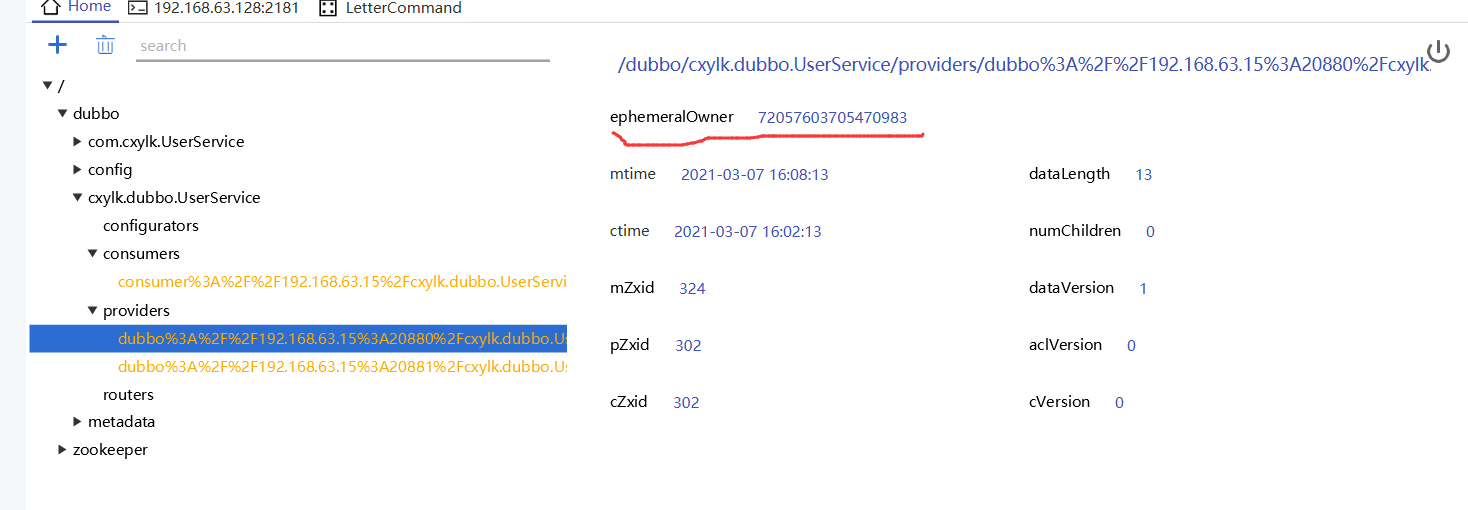 Home 192.168.63.128:2181 LetterCommand
search
/
dubbo
com.cxylk.UserService
config
cxylk.dubbo.UserService
configurators
consumers
consumer%3A%2F%2F192.168.63.15%2Fcxylk.dubbo.UserServi
providers
dubbo%3A%2F%2F192.168.63.15%3A20880%2Fcxylk.dubbo.Us
dubbo%3A%2F%2F192.168.63.15%3A20881%2Fcxylk.dubbo.Us
routers
metadata
zookeeper
/dubbo/cxylk.dubbo.UserService/providers/dubbo%3A%2F%2F192.168.63.15%3A20880%2Fcxylk.
ephemeralOwner 72057603705470983
mtime 2021-03-07 16:08:13 dataLength 13
ctime 2021-03-07 16:02:13 numChildren 0
mZxid 324 dataVersion 1
pZxid 302 aclVersion 0
cZxid 302 cVersion 0